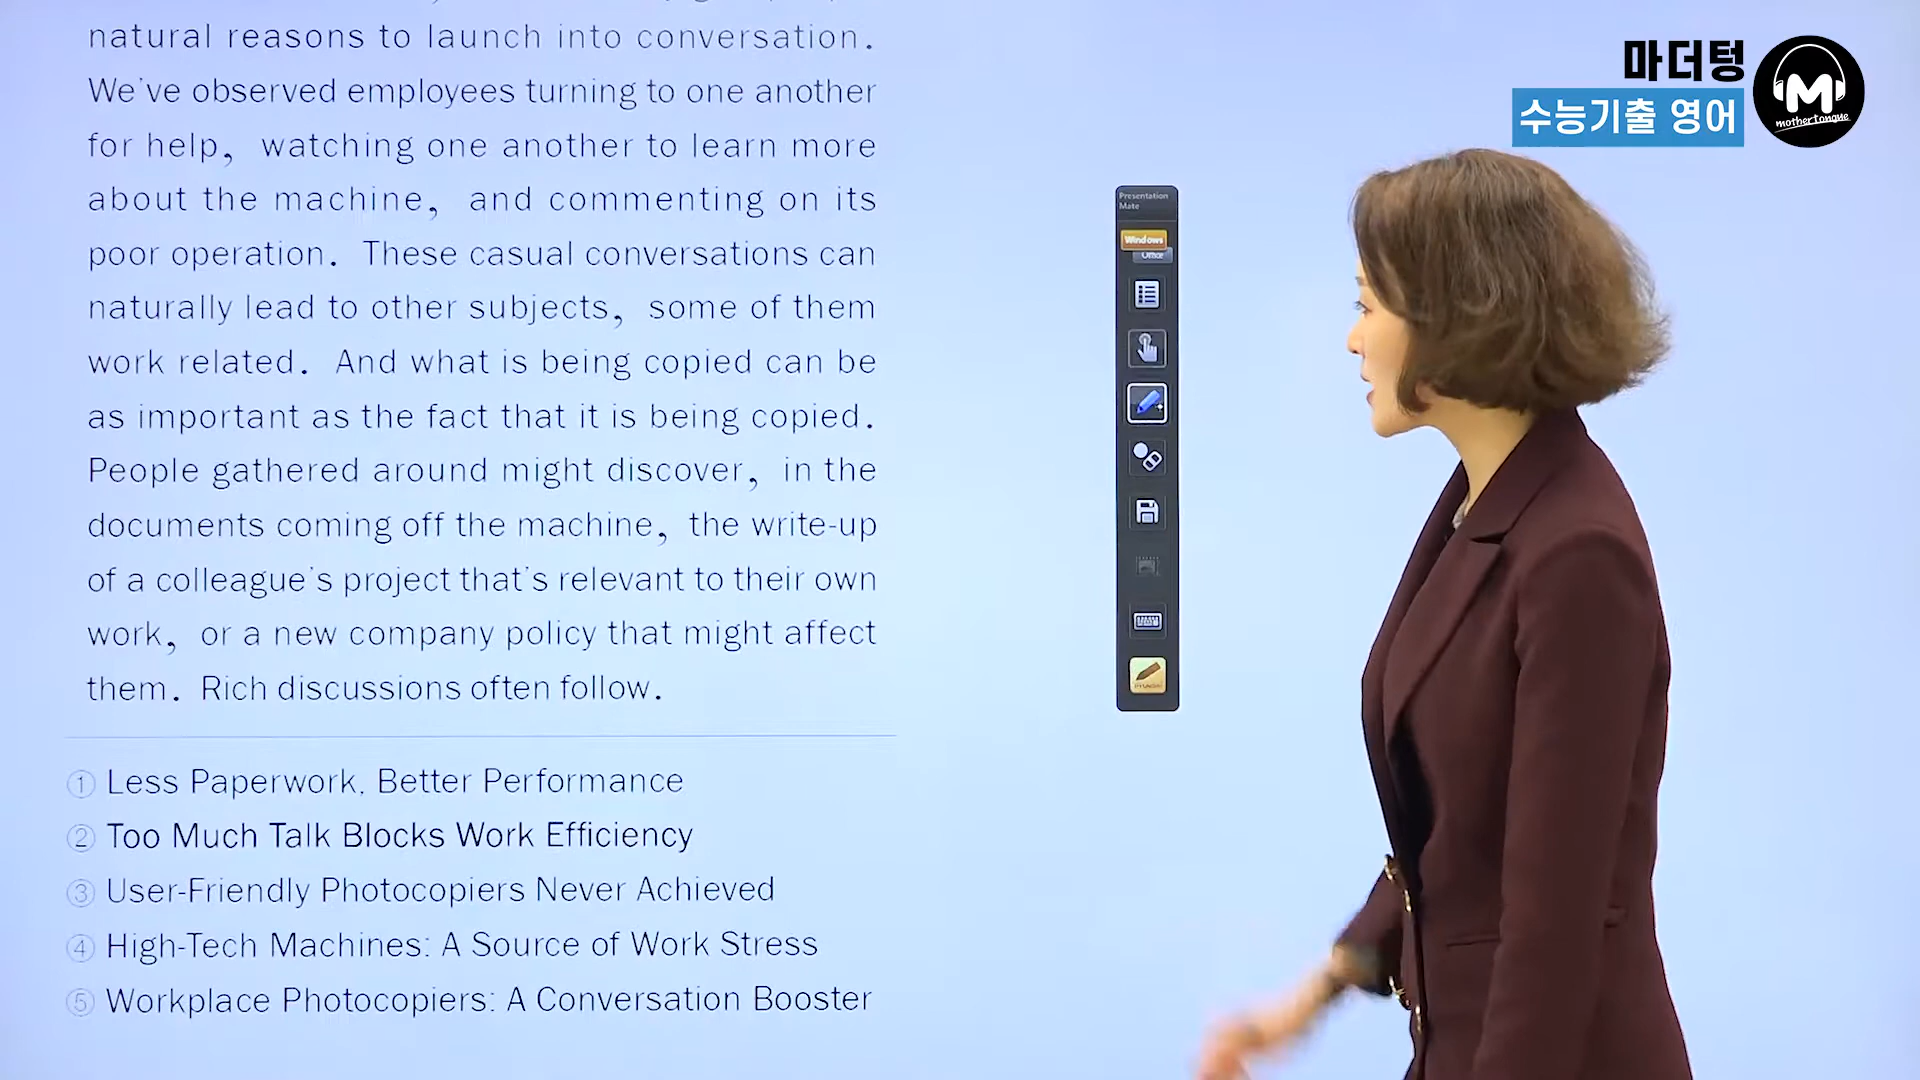 natural reasons to launch into conversation.
We've observed employees turning to one another
for help, watching one another to learn more
about the machine, and commenting on its
poor operation. These casual conversations can
naturally lead to other subjects, some of them
work related. And what is being copied can be
as important as the fact that it is being copied.
People gathered around might discover, in the
documents coming off the machine, the write-up
of a colleague's project that's relevant to their own
work, or a new company policy that might affect
them. Rich discussions often follow.
① Less Paperwork, Better Performance
② Too Much Talk Blocks Work Efficiency
③ User-Friendly Photocopiers Never Achieved
④ High-Tech Machines: A Source of Work Stress
⑤ Workplace Photocopiers: A Conversation Booster
Presentation
Mate
Windows
Office
마더텅
수능기출 영어
M
mothertongue